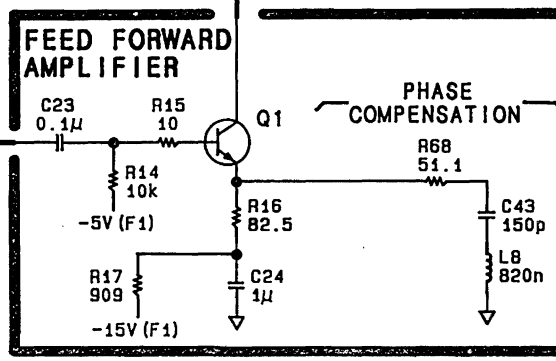 FEED FORWARD
AMPLIFIER
PHASE
COMPENSATION
C23
0.1μ
R15
10
Q1
R14
10k
-5V(F1)
R68
51.1
R16
82.5
C43
150p
R17
909
C24
1μ
L8
820n
-15V(F1)